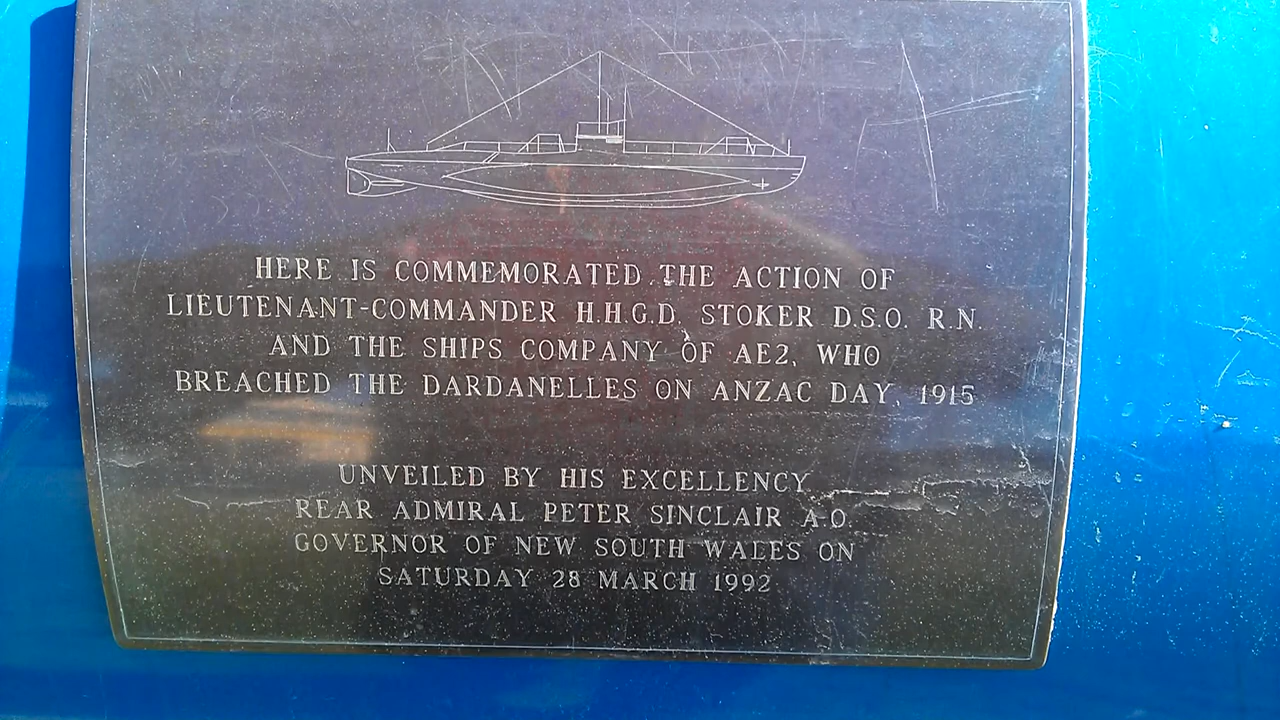 HERE IS COMMEMORATED THE ACTION OF
LIEUTENANT-COMMANDER H.H.G.D. STOKER D.S.O. R.N.
AND THE SHIPS COMPANY OF AE2, WHO
BREACHED THE DARDANELLES ON ANZAC DAY, 1915
UNVEILED BY HIS EXCELLENCY
REAR ADMIRAL PETER SINCLAIR A.O.
GOVERNOR OF NEW SOUTH WALES ON
SATURDAY 28 MARCH 1992